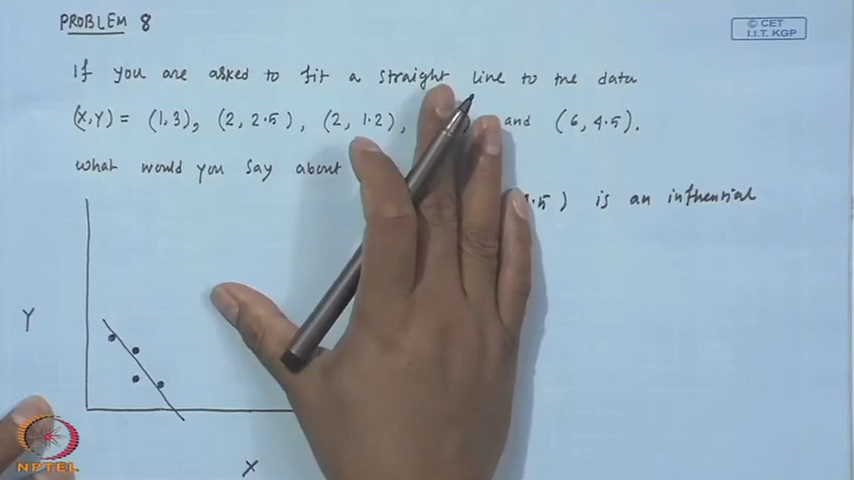 PROBLEM 8
© CET
I.I.T. KGP
If you are asked to fit a straight line to the data
(X,Y) = (1,3), (2, 2.5), (2, 1.2), and (6, 4.5).
What would you say about
.5) is an influential
Y
X
NPTEL